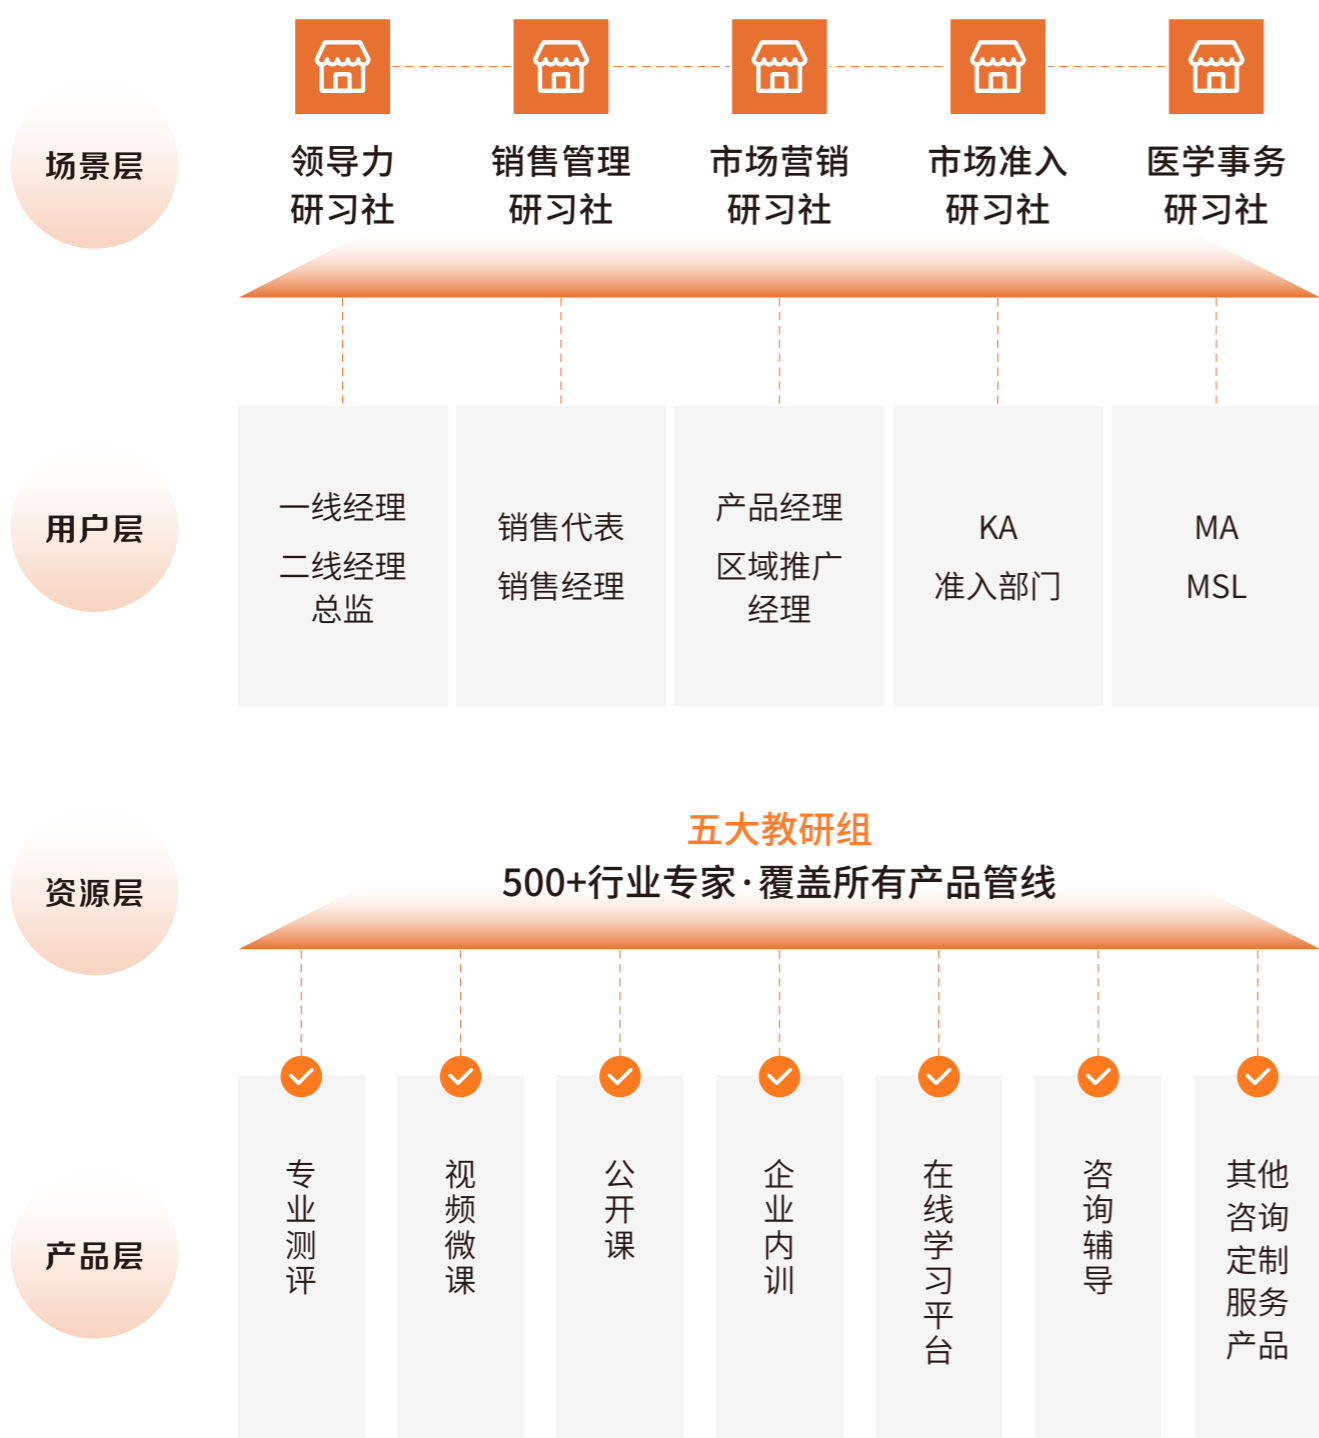 场景层
领导力
研习社
销售管理
研习社
市场营销
研习社
市场准入
研习社
医学事务
研习社
用户层
一线经理
二线经理
总监
销售代表
销售经理
产品经理
区域推广
经理
KA
准入部门
MA
MSL
资源层
五大教研组
500+行业专家·覆盖所有产品管线
产品层
专业测评
视频微课
公开课
企业内训
在线学习平台
咨询辅导
其他
咨询
定制
服务
产品